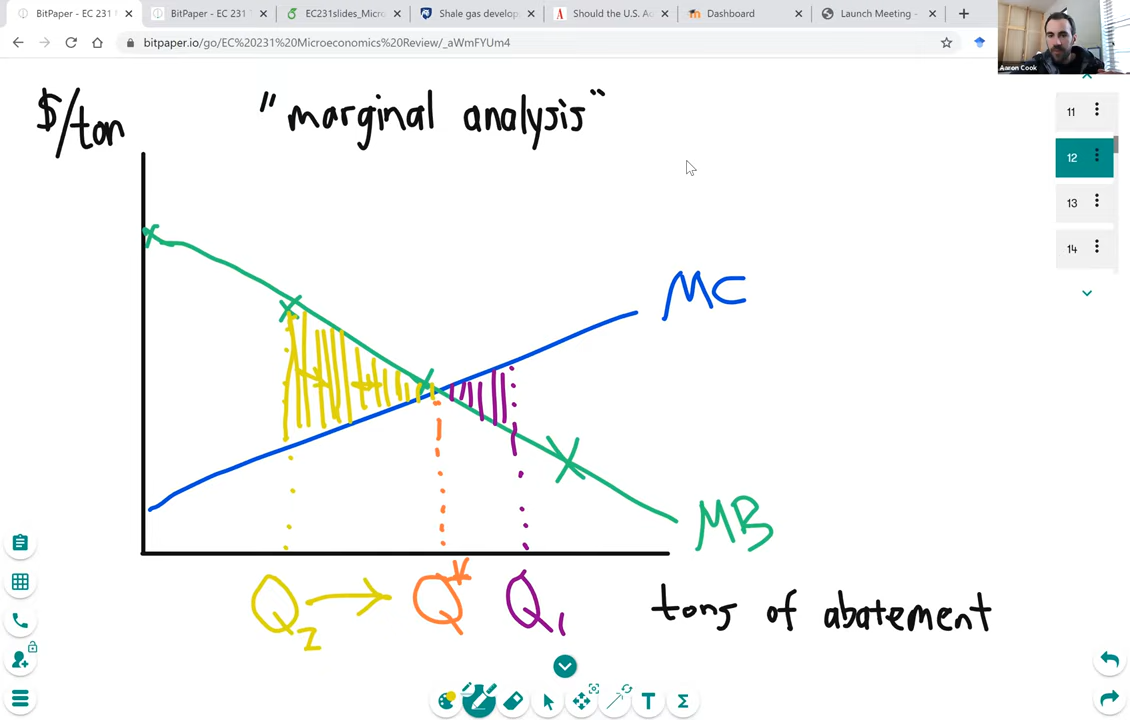 BitPaper - EC 231
BitPaper - EC 231
EC231slides_Micro
Shale gas develop
Should the U.S. A
Dashboard
Launch Meeting -
bitpaper.io/go/EC%20231%20Microeconomics%20Review/_aWmFYUm4
Aaron Cook
$/ton
"marginal analysis"
11
12
13
14
MC
MB
Q2 → Q* Q1
tons of abatement
T Σ